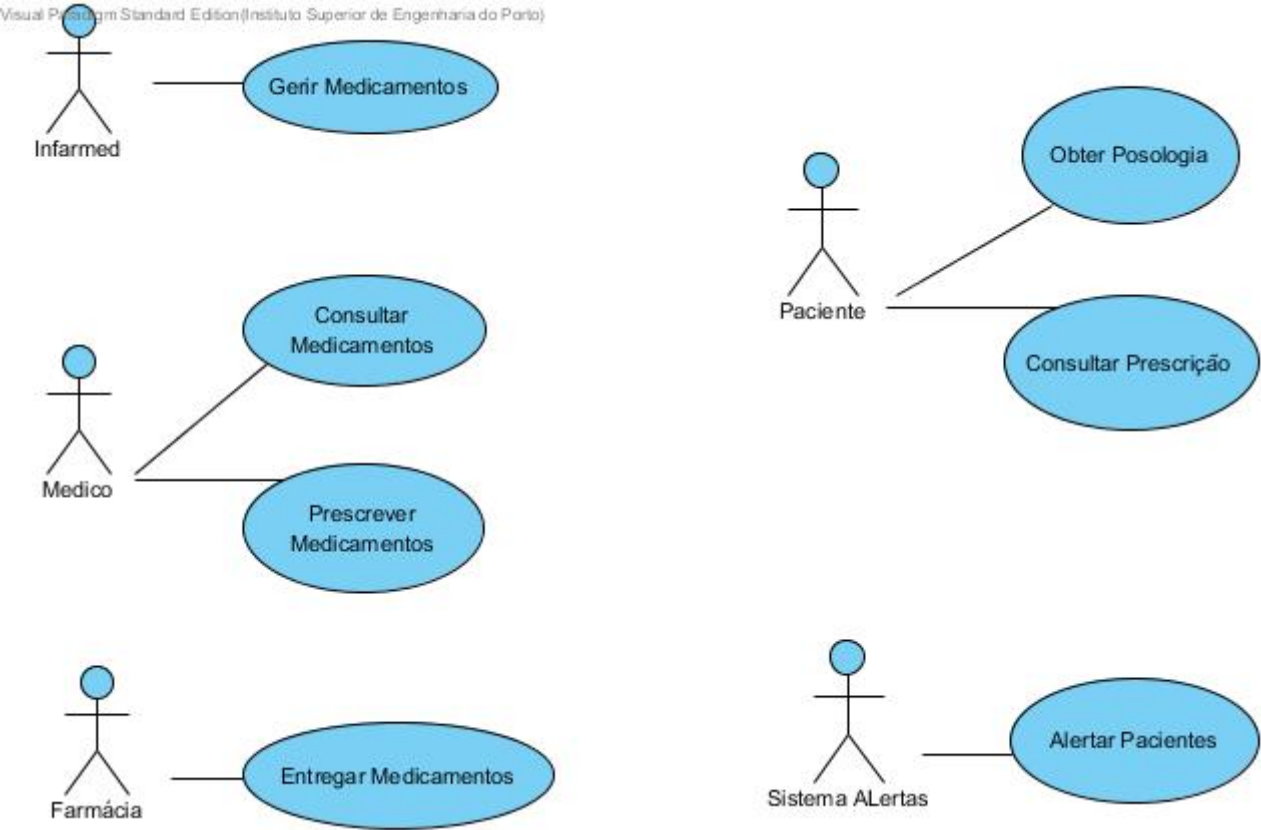 Visual Paradigm Standard Edition(Instituto Superior de Engenharia do Porto)
Gerir Medicamentos
Infarmed
Obter Posologia
Paciente
Consultar
Medicamentos
Consultar Prescrição
Medico
Prescrever
Medicamentos
Entregar Medicamentos
Farmácia
Alertar Pacientes
Sistema ALertas